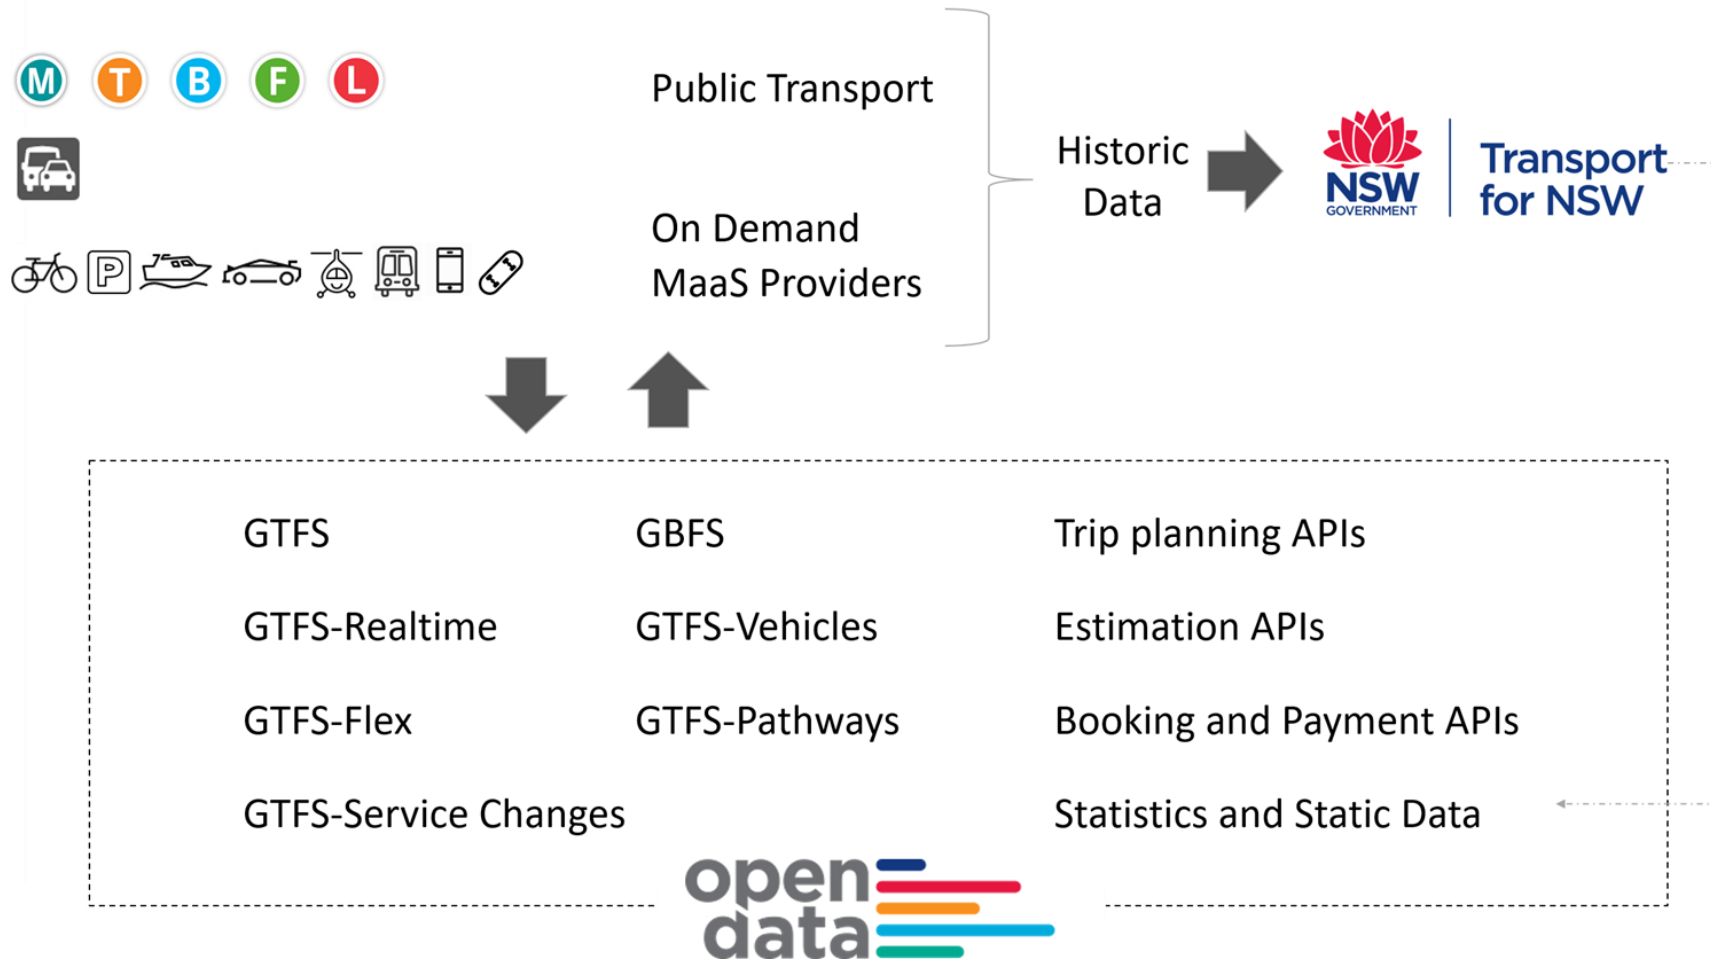 M T B F L
Public Transport
On Demand
MaaS Providers
P
Historic
Data
NSW
GOVERNMENT
Transport
for NSW
GTFS
GBFS
Trip planning APIs
GTFS-Realtime
GTFS-Vehicles
Estimation APIs
GTFS-Flex
GTFS-Pathways
Booking and Payment APIs
GTFS-Service Changes
Statistics and Static Data
open
data